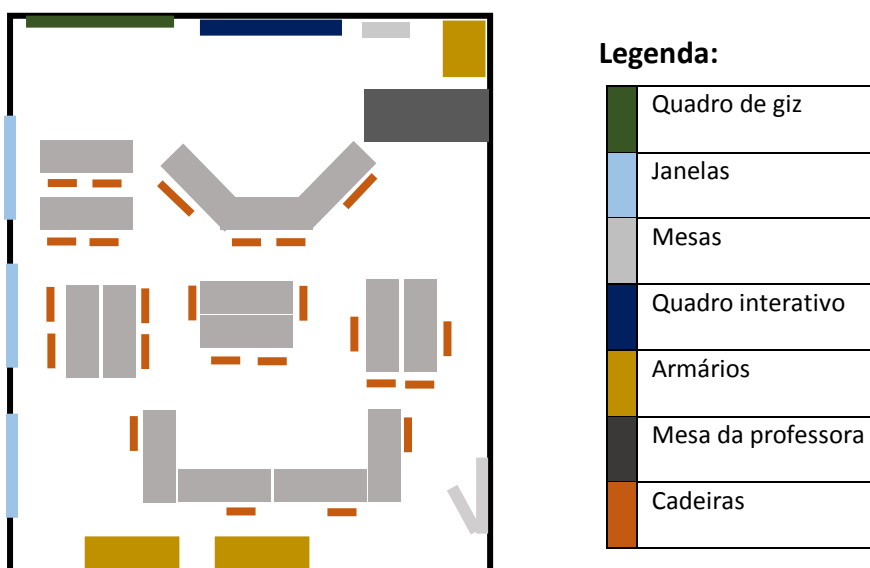 Legenda:
Quadro de giz
Janelas
Mesas
Quadro interativo
Armários
Mesa da professora
Cadeiras